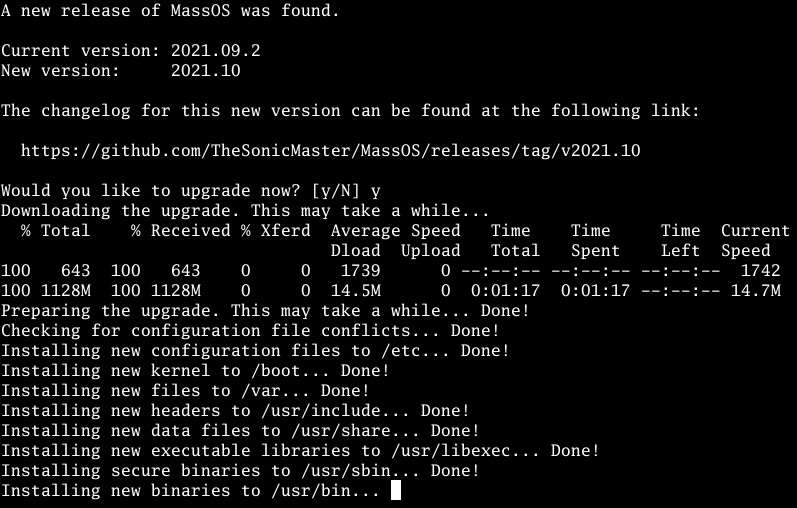 A new release of MassOS was found.
Current version: 2021.09.2
New version:     2021.10
The changelog for this new version can be found at the following link:
https://github.com/TheSonicMaster/MassOS/releases/tag/v2021.10
Would you like to upgrade now? [y/N] y
Downloading the upgrade. This may take a while...
  % Total    % Received % Xferd  Average Speed   Time    Time     Time  Current
                                 Dload  Upload   Total   Spent    Left  Speed
100   643  100   643    0     0   1739      0 --:--:-- --:--:-- --:--:--  1742
100 1128M  100 1128M    0     0  14.5M      0  0:01:17  0:01:17 --:--:-- 14.7M
Preparing the upgrade. This may take a while... Done!
Checking for configuration file conflicts... Done!
Installing new configuration files to /etc... Done!
Installing new kernel to /boot... Done!
Installing new files to /var... Done!
Installing new headers to /usr/include... Done!
Installing new data files to /usr/share... Done!
Installing new executable libraries to /usr/libexec... Done!
Installing secure binaries to /usr/sbin... Done!
Installing new binaries to /usr/bin...